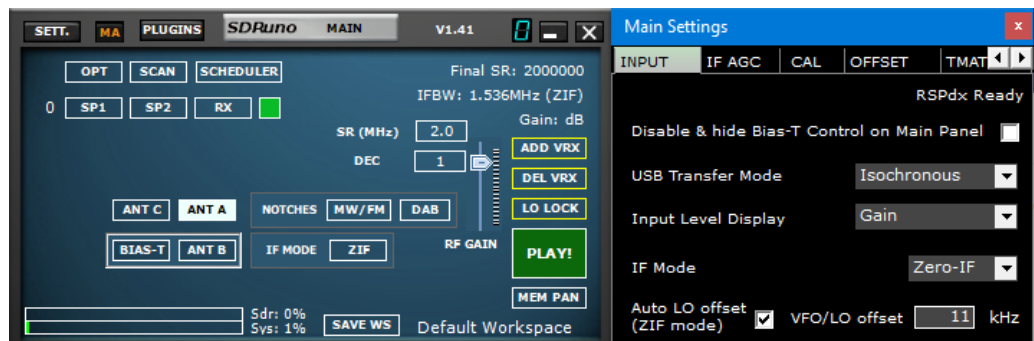 SETT. MA PLUGINS SDRuno MAIN V1.41 0 X
OPT SCAN SCHEDULER Final SR: 2000000
IFBW: 1.536MHz (ZIF)
0 SP1 SP2 RX Gain: dB
SR (MHz) 2.0 ADD VRX
DEC 1 DEL VRX
ANT C ANT A NOTCHES MW/FM DAB LO LOCK
BIAS-T ANT B IF MODE ZIF RF GAIN PLAY!
MEM PAN
Sdr: 0%
Sys: 1% SAVE WS Default Workspace
Main Settings x
INPUT IF AGC CAL OFFSET TMAT
RSPdx Ready
Disable & hide Bias-T Control on Main Panel
USB Transfer Mode Isochronous
Input Level Display Gain
IF Mode Zero-IF
Auto LO offset
(ZIF mode) VFO/LO offset 11 kHz